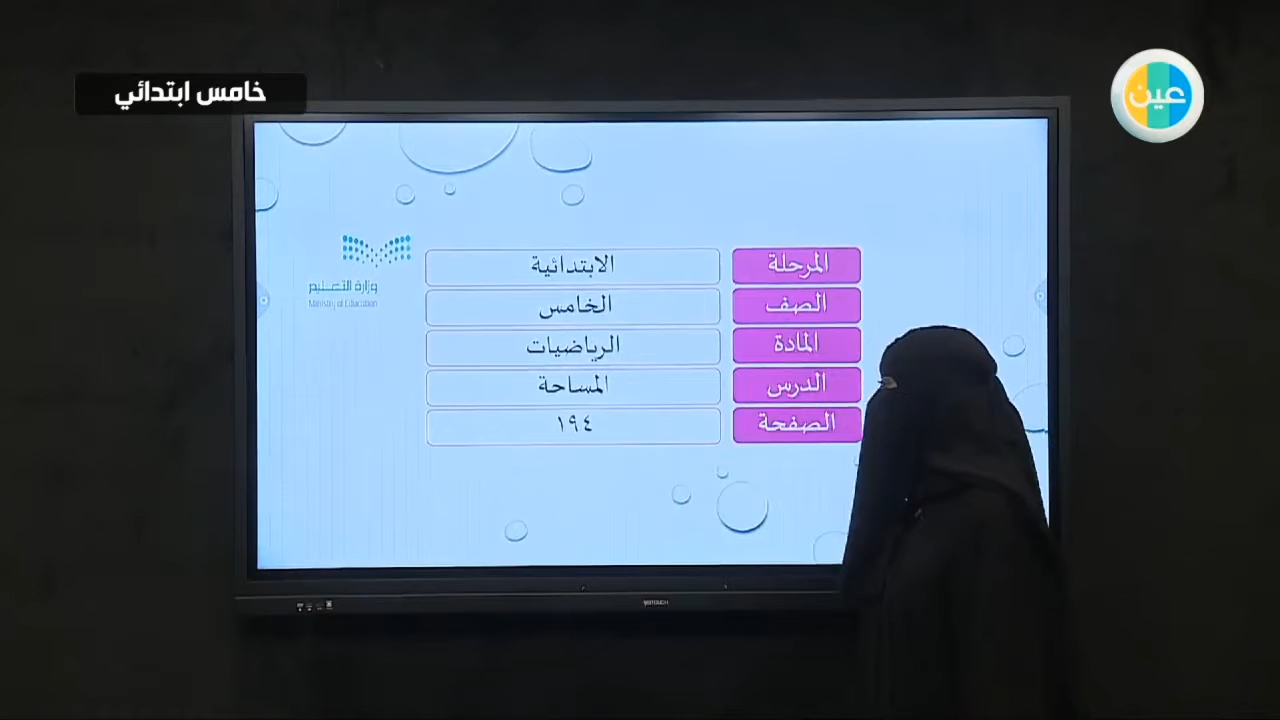 خامس ابتدائي
عين
وزارة التعليم
Ministry of Education
المرحلة الابتدائية
الصف الخامس
المادة الرياضيات
الدرس المساحة
الصفحة ١٩٤